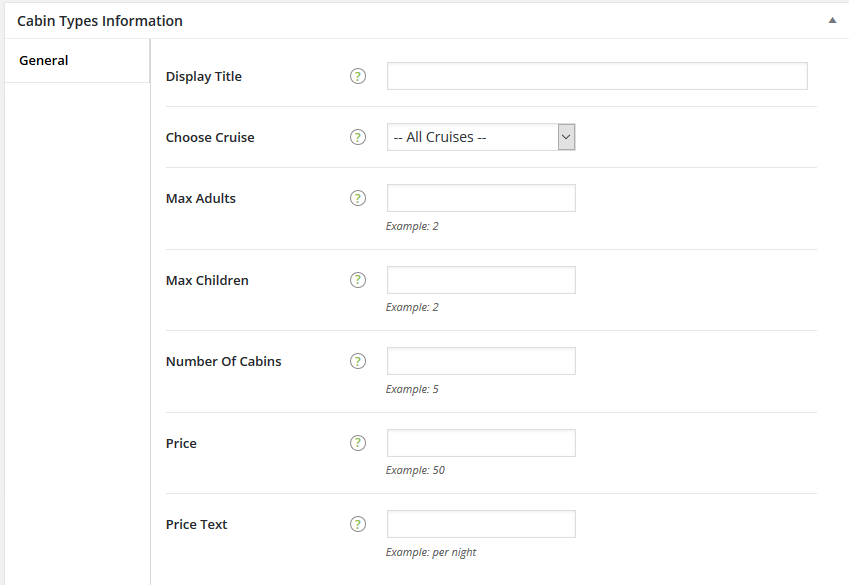 Cabin Types Information
General
Display Title ?
Choose Cruise ? -- All Cruises --
Max Adults ?
Example: 2
Max Children ?
Example: 2
Number Of Cabins ?
Example: 5
Price ?
Example: 50
Price Text ?
Example: per night